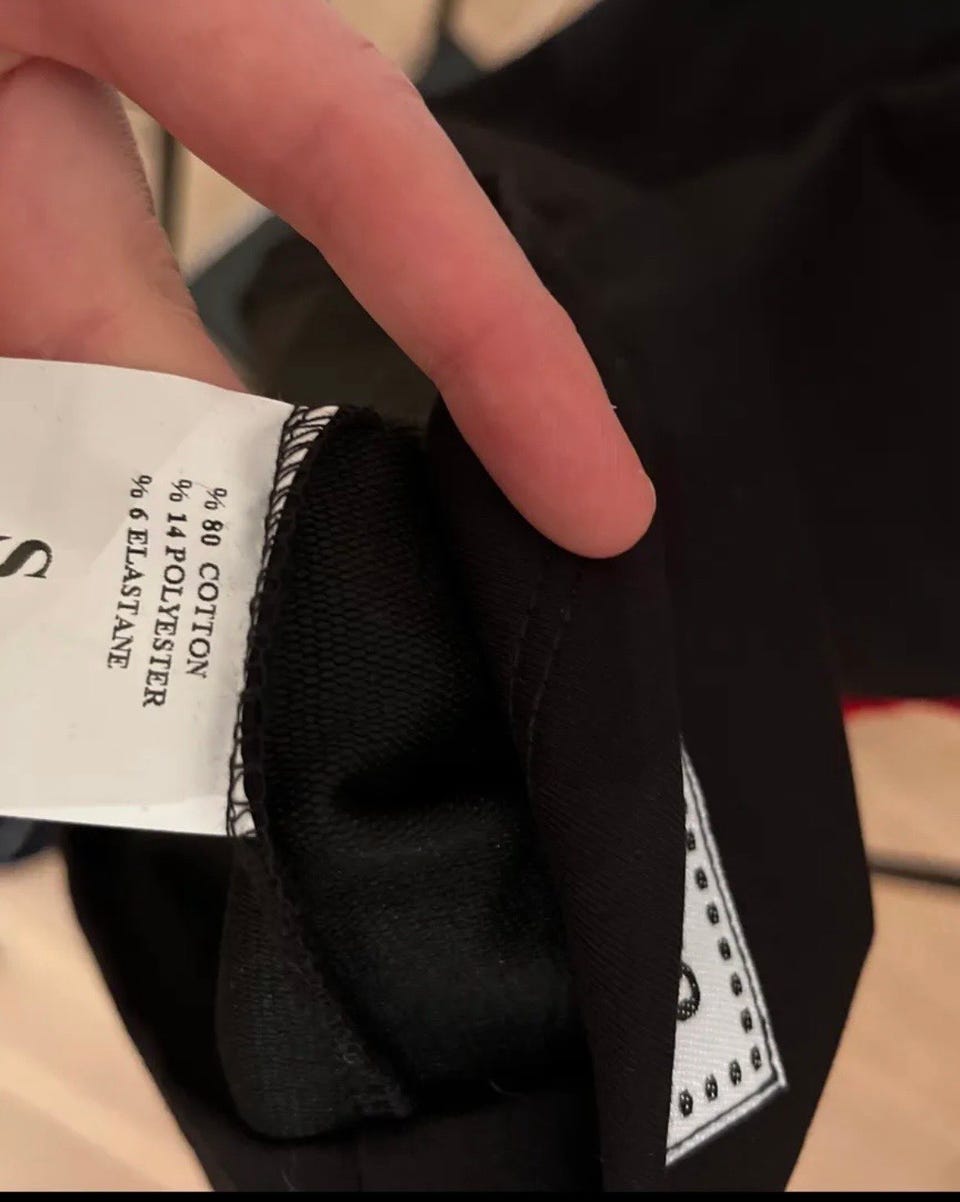 % 80 COTTON
% 14 POLYESTER
% 6 ELASTANE
S